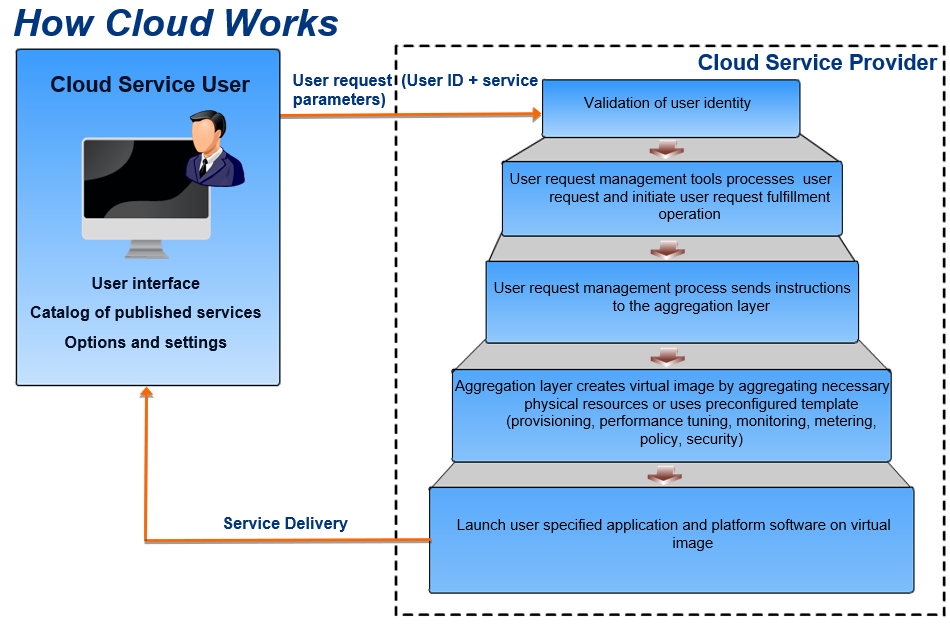 How Cloud Works
Cloud Service User
User interface
Catalog of published services
Options and settings
User request  (User ID + service
parameters)
Cloud Service Provider
Validation of user identity
User request management tools processes  user
request and initiate user request fulfillment
operation
User request management process sends instructions
to the aggregation layer
Aggregation layer creates virtual image by aggregating necessary
physical resources or uses preconfigured template
(provisioning, performance tuning, monitoring, metering,
policy, security)
Launch user specified application and platform software on virtual
image
Service Delivery